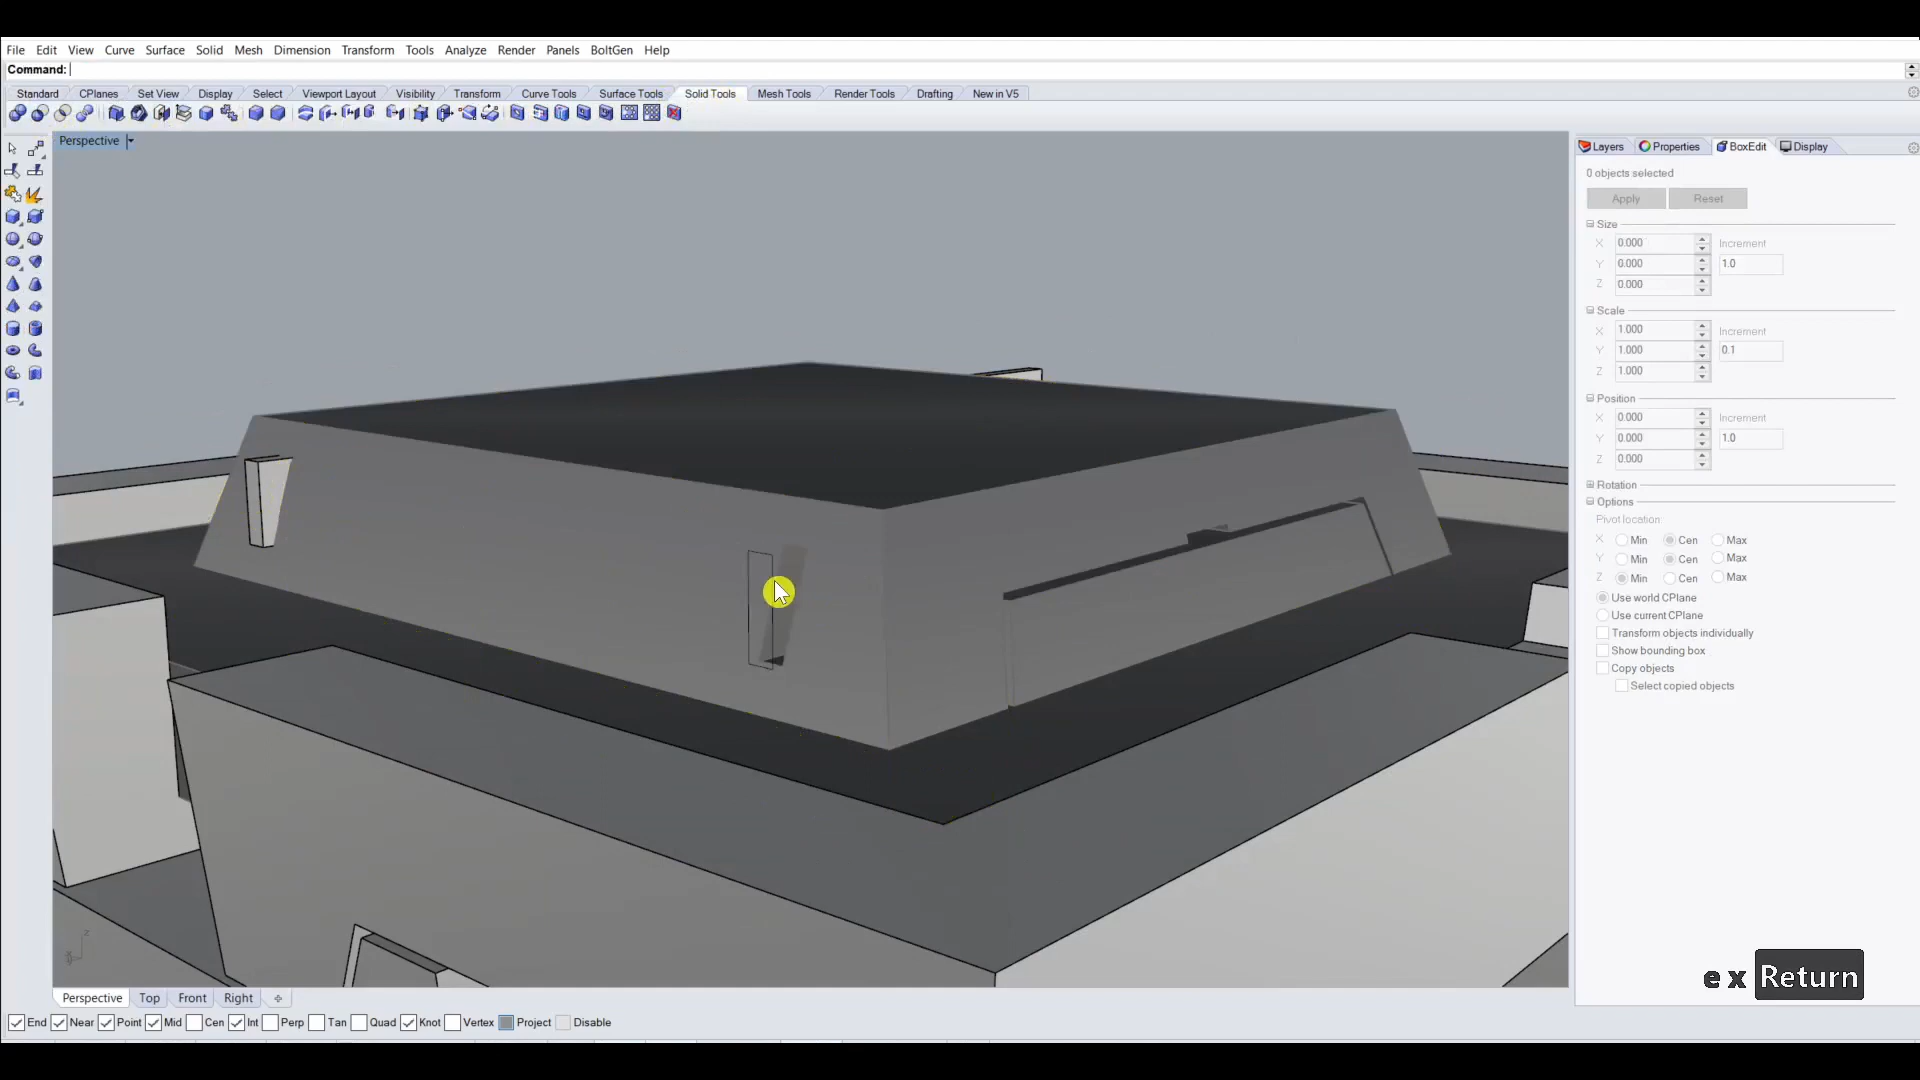 File Edit View Curve Surface Solid Mesh Dimension Transform Tools Analyze Render Panels BoltGen Help
Command:
Standard CPlanes Set View Display Select Viewport Layout Visibility Transform Curve Tools Surface Tools Solid Tools Mesh Tools Render Tools Drafting New in V5
Perspective
Layers Properties BoxEdit Display
0 objects selected
Apply Reset
Size
X 0.000 Increment
Y 0.000 1.0
Z 0.000
Scale
X 1.000 Increment
Y 1.000 0.1
Z 1.000
Position
X 0.000 Increment
Y 0.000 1.0
Z 0.000
Rotation
Options
Pivot location:
X Min Cen Max
Y Min Cen Max
Z Min Cen Max
Use world CPlane
Use current CPlane
Transform objects individually
Show bounding box
Copy objects
Select copied objects
z
e x Return
Perspective Top Front Right
End Near Point Mid Cen Int Perp Tan Quad Knot Vertex Project Disable